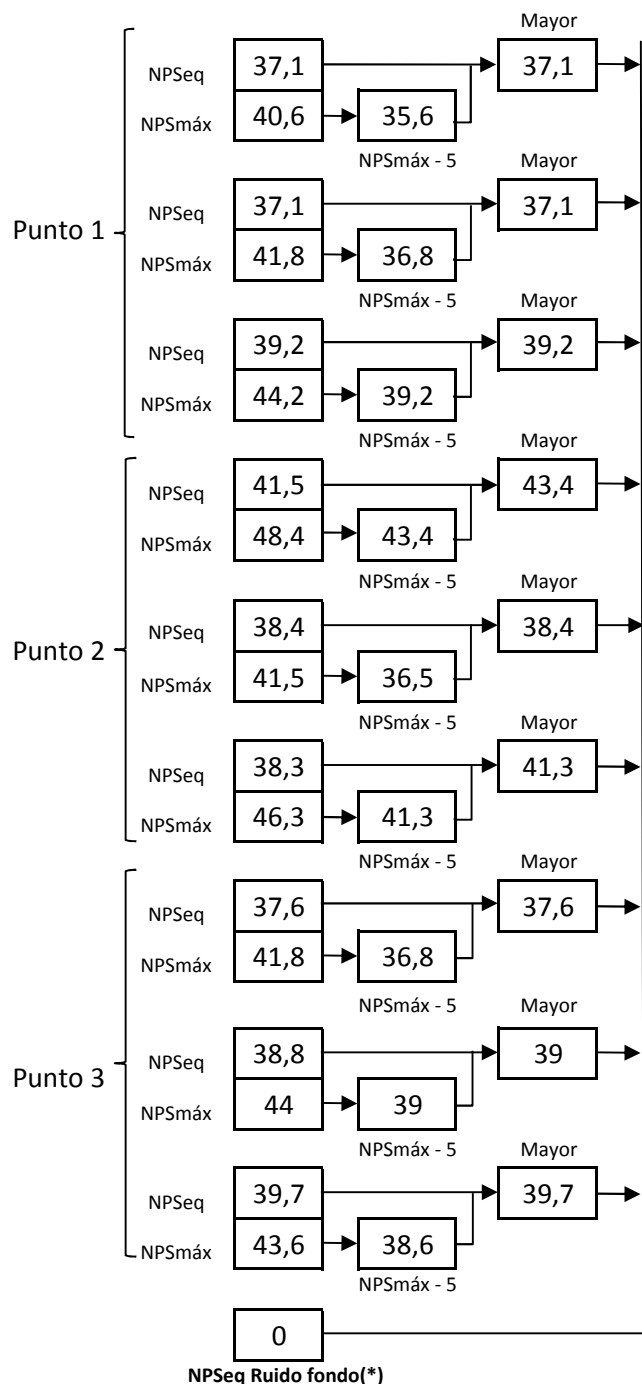 Mayor
NPSeq 37,1 37,1
NPSmáx 40,6 35,6
NPSmáx - 5
Mayor
Punto 1 NPSeq 37,1 37,1
NPSmáx 41,8 36,8
NPSmáx - 5
Mayor
NPSeq 39,2 39,2
NPSmáx 44,2 39,2
NPSmáx - 5
Mayor
NPSeq 41,5 43,4
NPSmáx 48,4 43,4
NPSmáx - 5
Mayor
Punto 2 NPSeq 38,4 38,4
NPSmáx 41,5 36,5
NPSmáx - 5
Mayor
NPSeq 38,3 41,3
NPSmáx 46,3 41,3
NPSmáx - 5
Mayor
NPSeq 37,6 37,6
NPSmáx 41,8 36,8
NPSmáx - 5
Mayor
Punto 3 NPSeq 38,8 39
NPSmáx 44 39
NPSmáx - 5
Mayor
NPSeq 39,7 39,7
NPSmáx 43,6 38,6
NPSmáx - 5
0
NPSeq Ruido fondo(*)